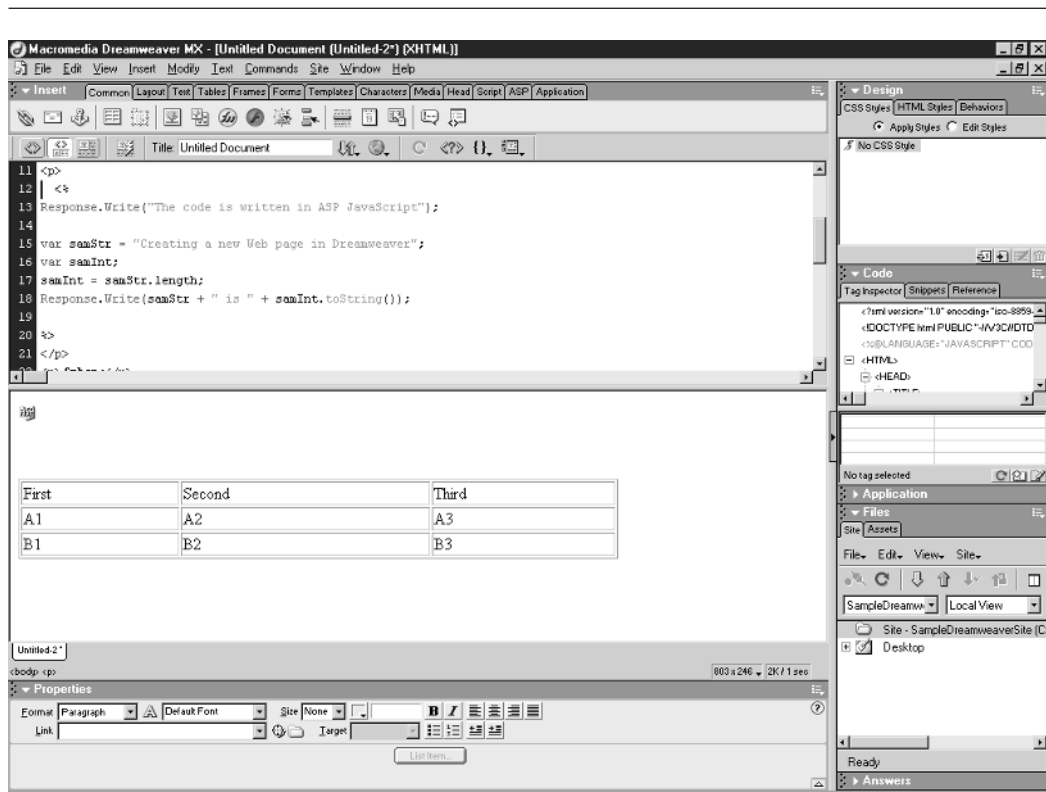 Macromedia Dreamweaver MX - [Untitled Document (Untitled-2*) (XHTML)]
File Edit View Insert Modify Text Commands Site Window Help
Insert Common Layout Text Tables Frames Forms Templates Characters Media Head Script ASP Application
Title: Untitled Document
11 <p>
12 <%
13 Response.Write("The code is written in ASP JavaScript");
14
15 var samStr = "Creating a new Web page in Dreamweaver";
16 var samInt;
17 samInt = samStr.length;
18 Response.Write(samStr + " is " + samInt.toString());
19
20 %>
21 </p>
First Second Third
A1 A2 A3
B1 B2 B3
Untitled-2*
<body> <p>
803 x 246 2K / 1 sec
Properties
Format Paragraph Default Font Size None B I
Link Target
List Item...
Design
CSS Styles HTML Styles Behaviors
Apply Styles Edit Styles
No CSS Style
Code
Tag Inspector Snippets Reference
<?xml version="1.0" encoding="iso-8859-
<!DOCTYPE html PUBLIC "-//W3C//DTD
<%@LANGUAGE="JAVASCRIPT" COD
<HTML>
<HEAD>
No tag selected
Application
Files
Site Assets
File Edit View Site
SampleDreamw Local View
Site - SampleDreamweaverSite (C:
Desktop
Ready
Answers